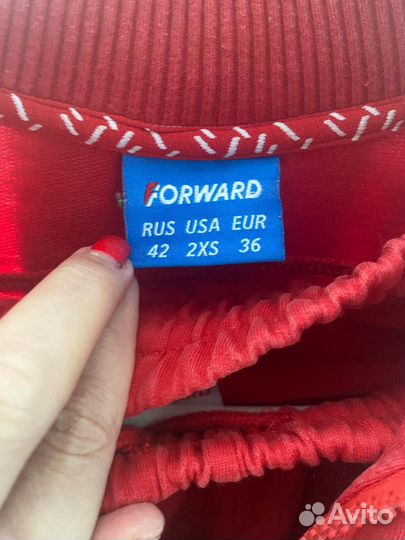 FORWARD
RUS USA EUR
42 2XS 36
Avito